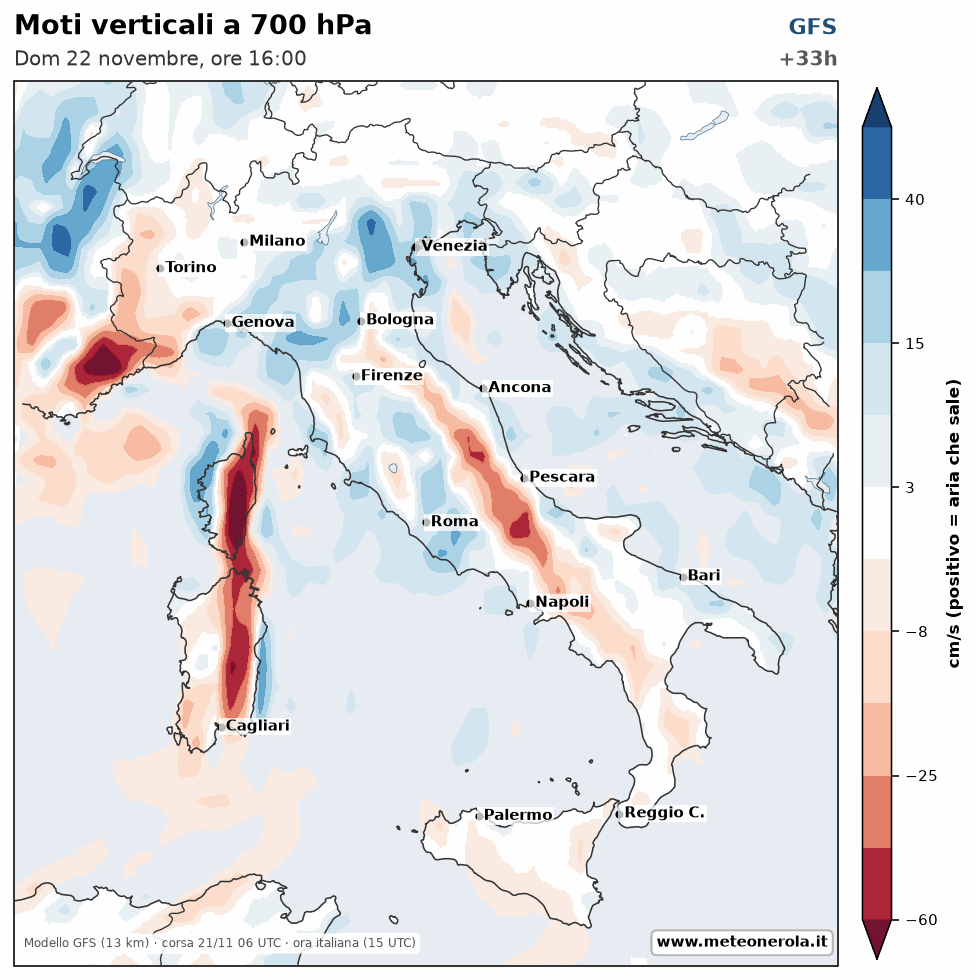 Moti verticali a 700 hPa
GFS
Dom 22 novembre, ore 16:00
+33h
Milano
Venezia
Torino
Genova
Bologna
Firenze
Ancona
Pescara
Roma
Bari
Napoli
Cagliari
Palermo
Reggio C.
40
15
3
−8
−25
−60
cm/s (positivo = aria che sale)
Modello GFS (13 km) · corsa 21/11 06 UTC · ora italiana (15 UTC)
www.meteonerola.it